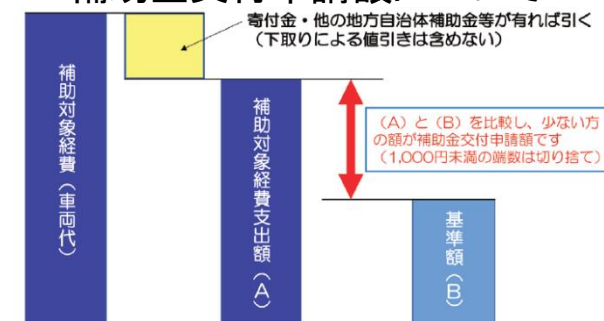 寄付金・他の地方自治体補助金等が有れば引く
（下取りによる値引きは含めない）
補助対象経費（車両代）
補助対象経費支出額（A）
（A）と（B）を比較し、少ない方
の額が補助金交付申請額です
（1,000円未満の端数は切り捨て）
基準額（B）